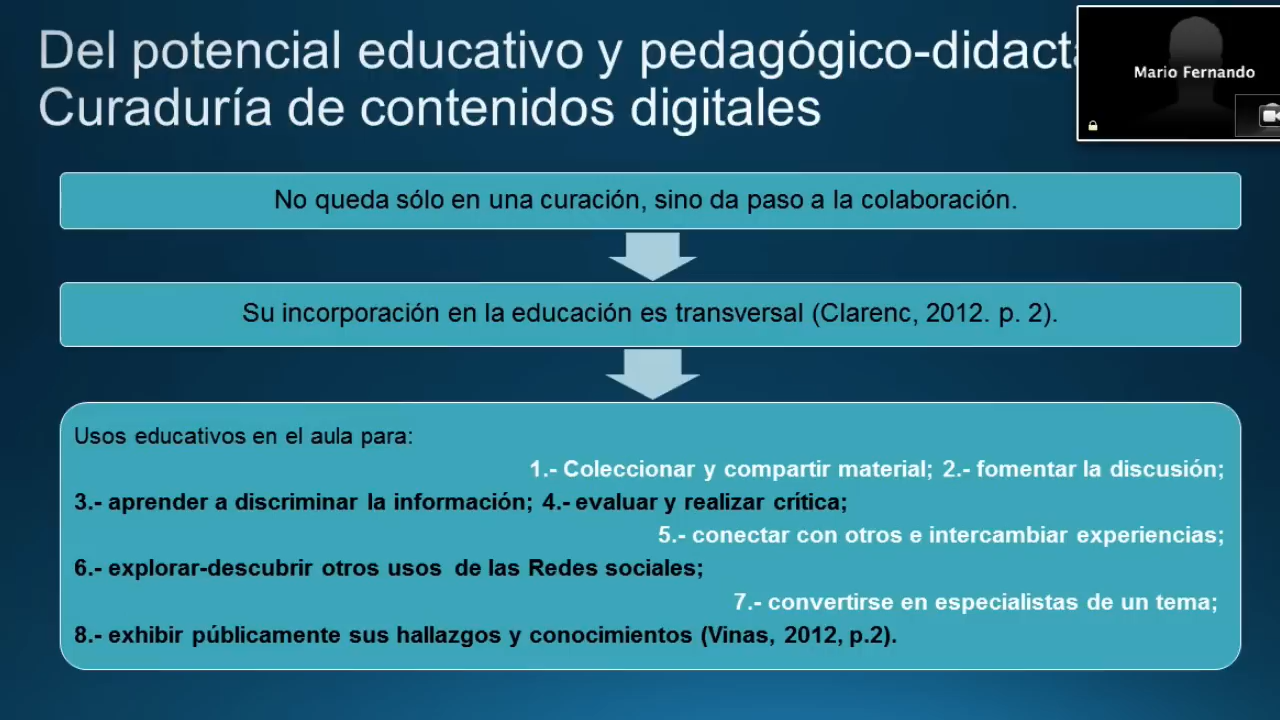 Del potencial educativo y pedagógico-didact
Curaduría de contenidos digitales
Mario Fernando
No queda sólo en una curación, sino da paso a la colaboración.
Su incorporación en la educación es transversal (Clarenc, 2012. p. 2).
Usos educativos en el aula para:
1.- Coleccionar y compartir material; 2.- fomentar la discusión;
3.- aprender a discriminar la información; 4.- evaluar y realizar crítica;
5.- conectar con otros e intercambiar experiencias;
6.- explorar-descubrir otros usos de las Redes sociales;
7.- convertirse en especialistas de un tema;
8.- exhibir públicamente sus hallazgos y conocimientos (Vinas, 2012, p.2).